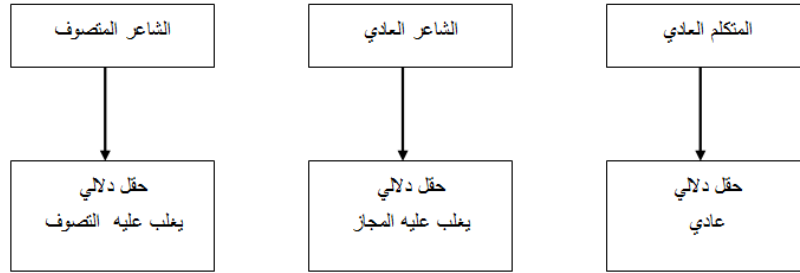 المتكلم العادي
الشاعر العادي
الشاعر المتصوف
حقل دلالي
عادي
حقل دلالي
يغلب عليه المجاز
حقل دلالي
يغلب عليه التصوف